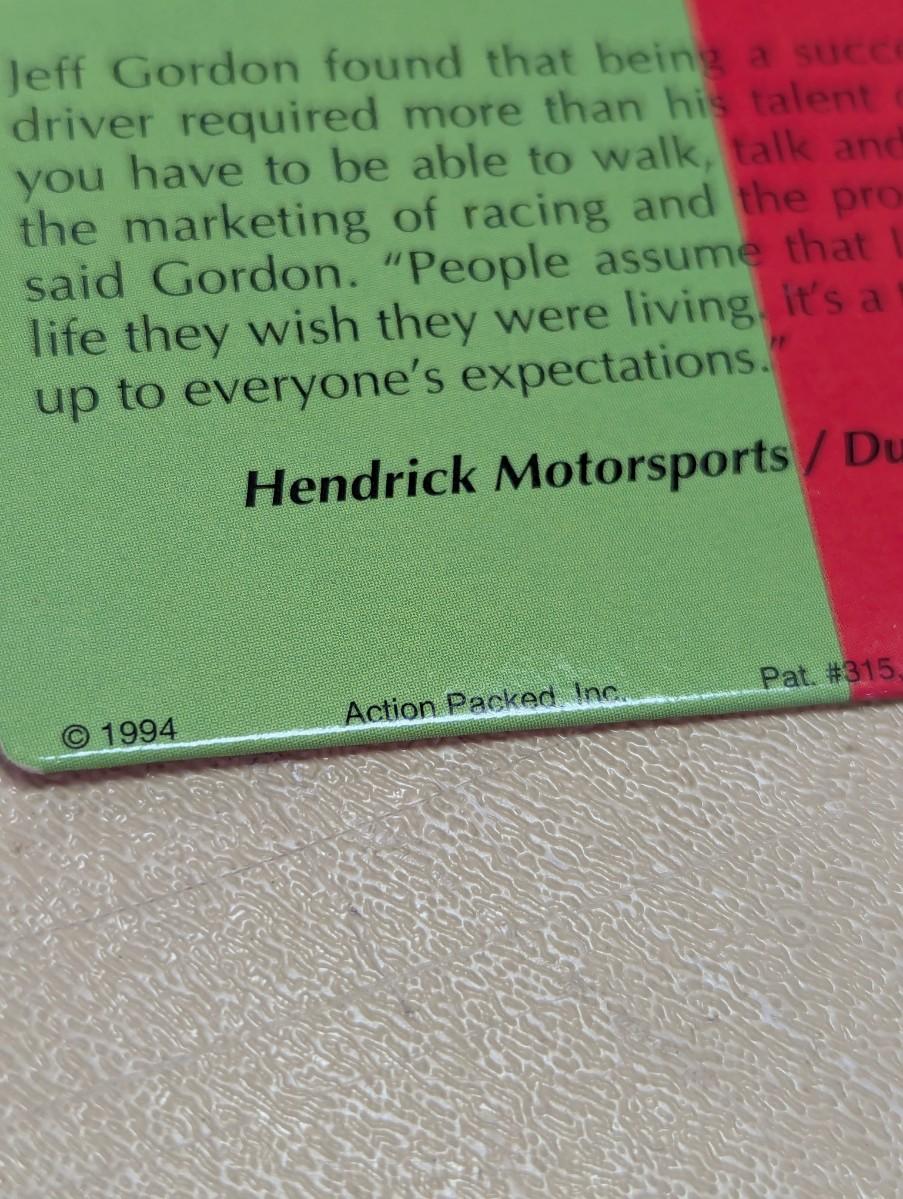 Jeff Gordon found that being a succe
driver required more than his talent
you have to be able to walk, talk and
the marketing of racing and the pro
said Gordon. “People assume that I
life they wish they were living, it’s a
up to everyone’s expectations.”
Hendrick Motorsports / Du
© 1994 Action Packed, Inc. Pat. #315,